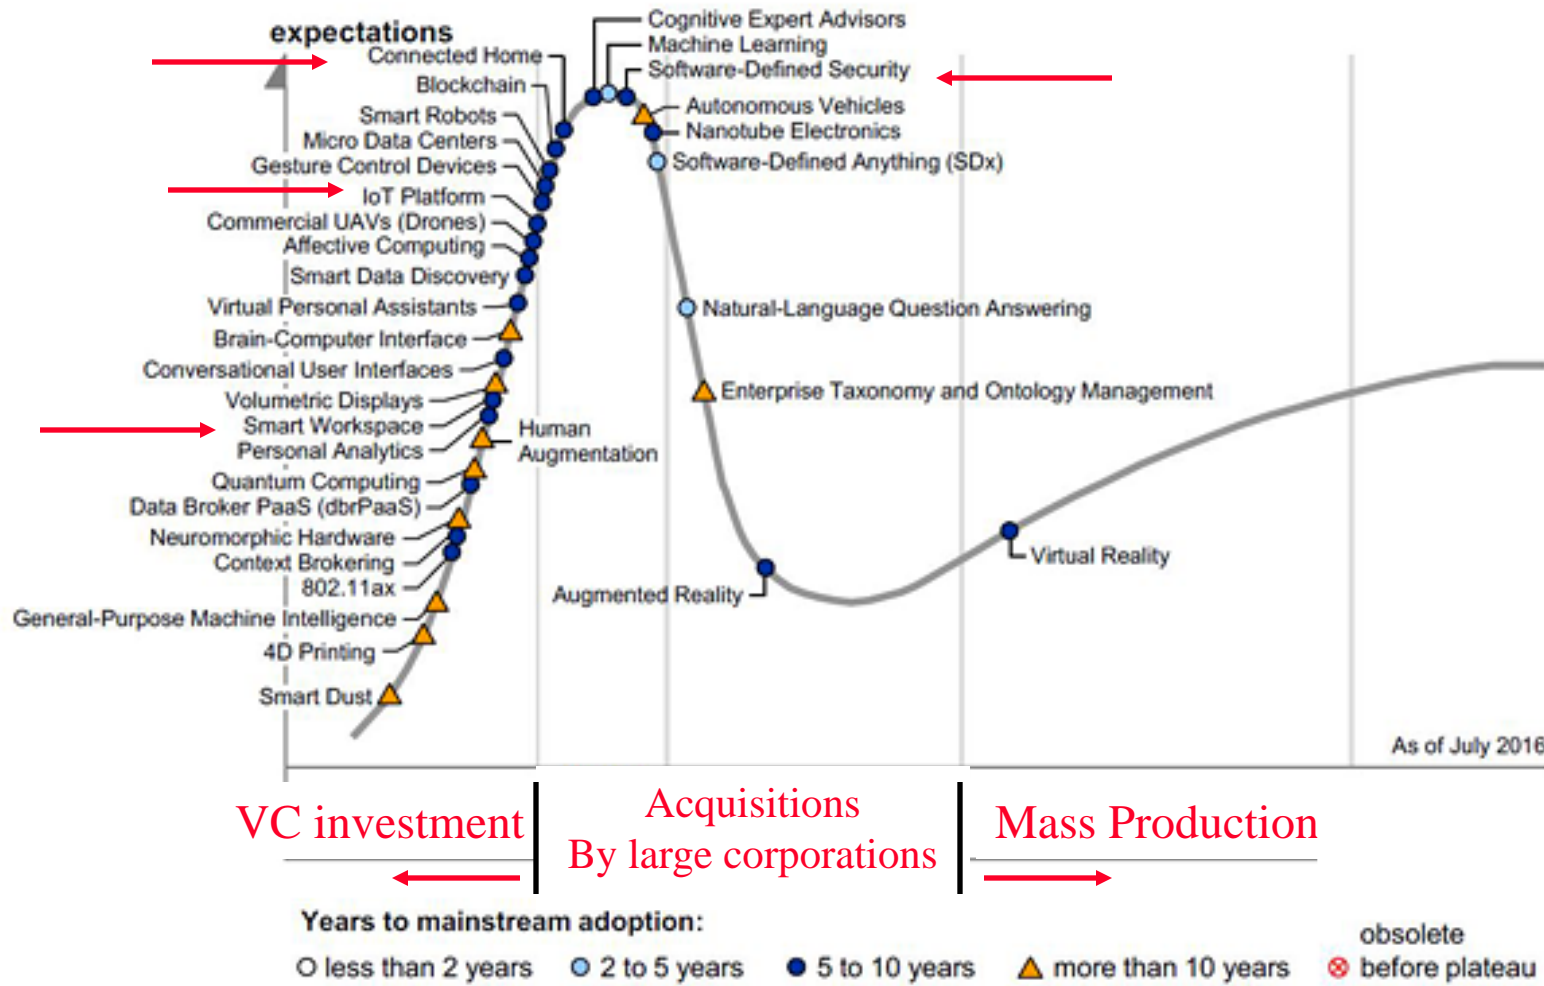 expectations
Connected Home
Blockchain
Smart Robots
Micro Data Centers
Gesture Control Devices
IoT Platform
Commercial UAVs (Drones)
Affective Computing
Smart Data Discovery
Virtual Personal Assistants
Brain-Computer Interface
Conversational User Interfaces
Volumetric Displays
Smart Workspace
Personal Analytics
Human
Augmentation
Quantum Computing
Data Broker PaaS (dbrPaaS)
Neuromorphic Hardware
Context Brokering
802.11ax
General-Purpose Machine Intelligence
4D Printing
Smart Dust
Cognitive Expert Advisors
Machine Learning
Software-Defined Security
Autonomous Vehicles
Nanotube Electronics
Software-Defined Anything (SDx)
Natural-Language Question Answering
Enterprise Taxonomy and Ontology Management
Augmented Reality
Virtual Reality
As of July 2016
VC investment
Acquisitions
By large corporations
Mass Production
Years to mainstream adoption:
less than 2 years
2 to 5 years
5 to 10 years
more than 10 years
obsolete
before plateau